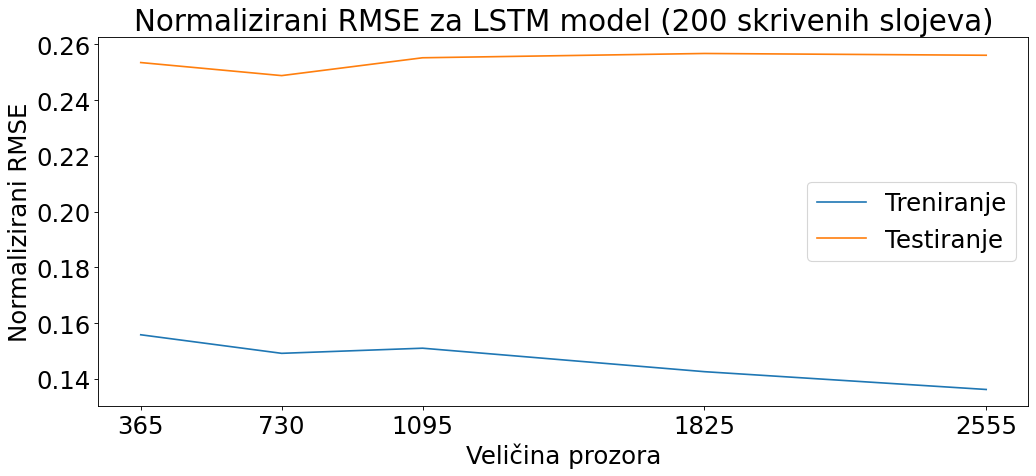 Normalizirani RMSE za LSTM model (200 skrivenih slojeva)
Normalizirani RMSE
0.26
0.24
0.22
0.20
0.18
0.16
0.14
Treniranje
Testiranje
365 730 1095 1825 2555
Veličina prozora